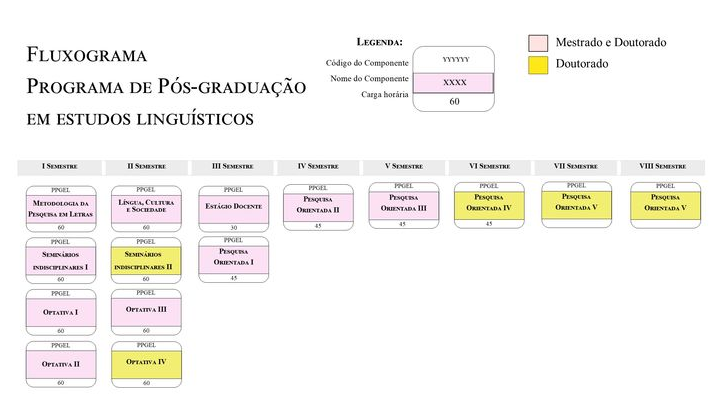 Fluxograma
Programa de Pós-graduação
em estudos linguísticos
Legenda:
Código do Componente
Nome do Componente
Carga horária
YYYYYY
XXXX
60
Mestrado e Doutorado
Doutorado
I Semestre
II Semestre
III Semestre
IV Semestre
V Semestre
VI Semestre
VII Semestre
VIII Semestre
PPGEL
Metodologia da
Pesquisa em Letras
60
PPGEL
Língua, Cultura
e Sociedade
60
PPGEL
Estágio Docente
30
PPGEL
Pesquisa
Orientada II
45
PPGEL
Pesquisa
Orientada III
45
PPGEL
Pesquisa
Orientada IV
45
PPGEL
Pesquisa
Orientada V
PPGEL
Pesquisa
Orientada V
PPGEL
Seminários
indisciplinares I
60
PPGEL
Seminários
indisciplinares II
60
PPGEL
Pesquisa
Orientada I
45
PPGEL
Optativa I
60
PPGEL
Optativa III
60
PPGEL
Optativa II
60
PPGEL
Optativa IV
60